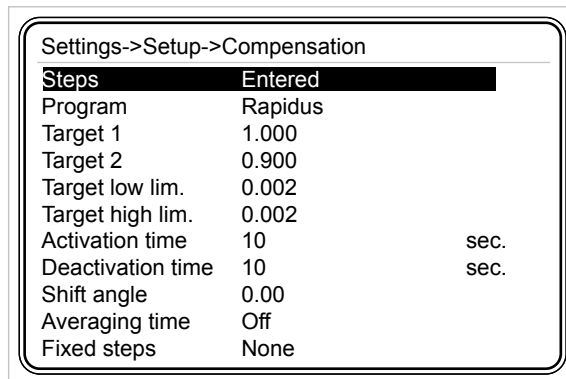 Settings->Setup->Compensation
Steps Entered
Program Rapidus
Target 1 1.000
Target 2 0.900
Target low lim. 0.002
Target high lim. 0.002
Activation time 10 sec.
Deactivation time 10 sec.
Shift angle 0.00
Averaging time Off
Fixed steps None